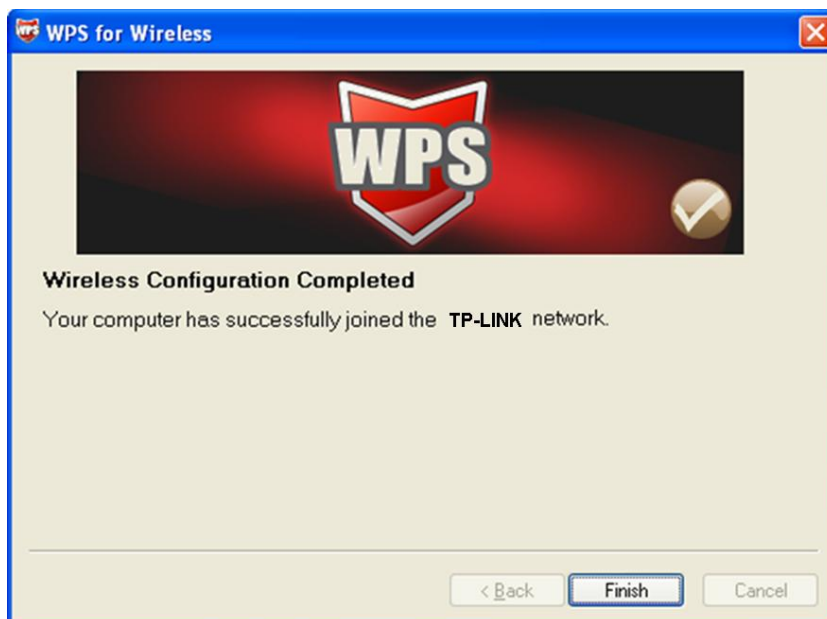 WPS for Wireless
WPS
Wireless Configuration Completed
Your computer has successfully joined the TP-LINK network.
< Back
Finish
Cancel